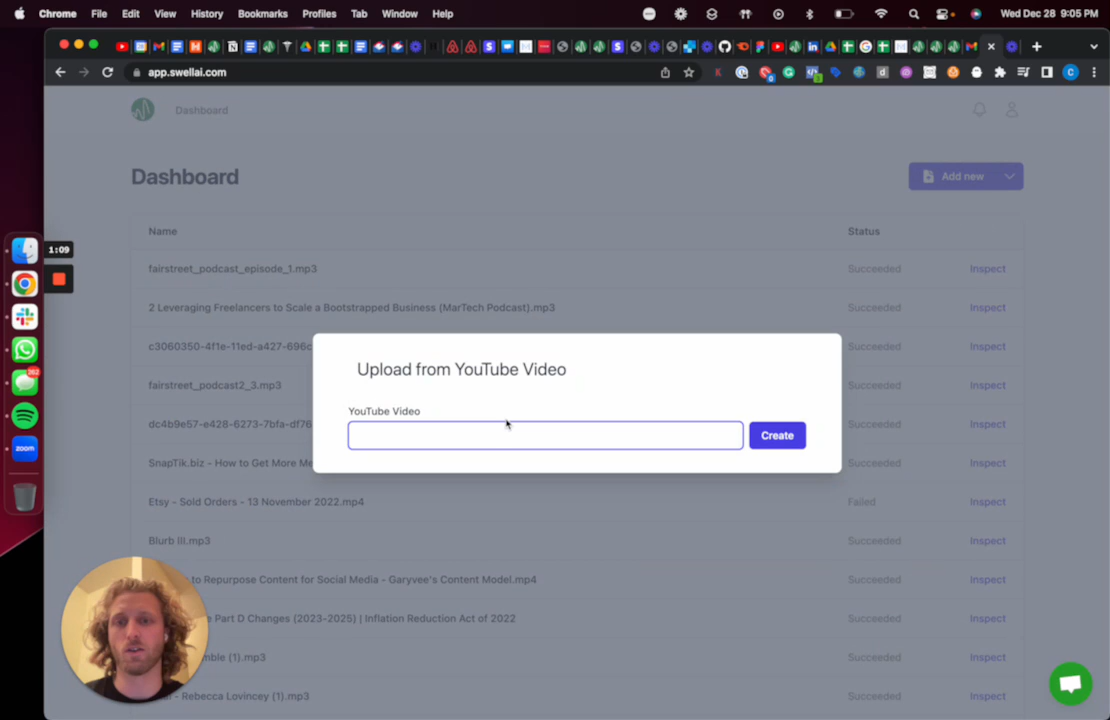 Chrome File Edit View History Bookmarks Profiles Tab Window Help Wed Dec 28 9:05 PM
app.swellai.com
Dashboard
Dashboard
Add new
Name Status
1:09
fairstreet_podcast_episode_1.mp3 Succeeded Inspect
2 Leveraging Freelancers to Scale a Bootstrapped Business (MarTech Podcast).mp3 Succeeded Inspect
c3060350-4f1e-11ed-a427-696c Succeeded Inspect
Upload from YouTube Video
fairstreet_podcast2_3.mp3 Succeeded Inspect
YouTube Video
dc4b9e57-e428-6273-7bfa-df76 Succeeded Inspect
Create
zoom
SnapTik.biz - How to Get More Me Succeeded Inspect
Etsy - Sold Orders - 13 November 2022.mp4 Failed Inspect
Blurb III.mp3 Succeeded Inspect
to Repurpose Content for Social Media - Garyvee's Content Model.mp4 Succeeded Inspect
Part D Changes (2023-2025) | Inflation Reduction Act of 2022 Succeeded Inspect
mble (1).mp3 Succeeded Inspect
- Rebecca Lovincey (1).mp3 Succeeded Inspect